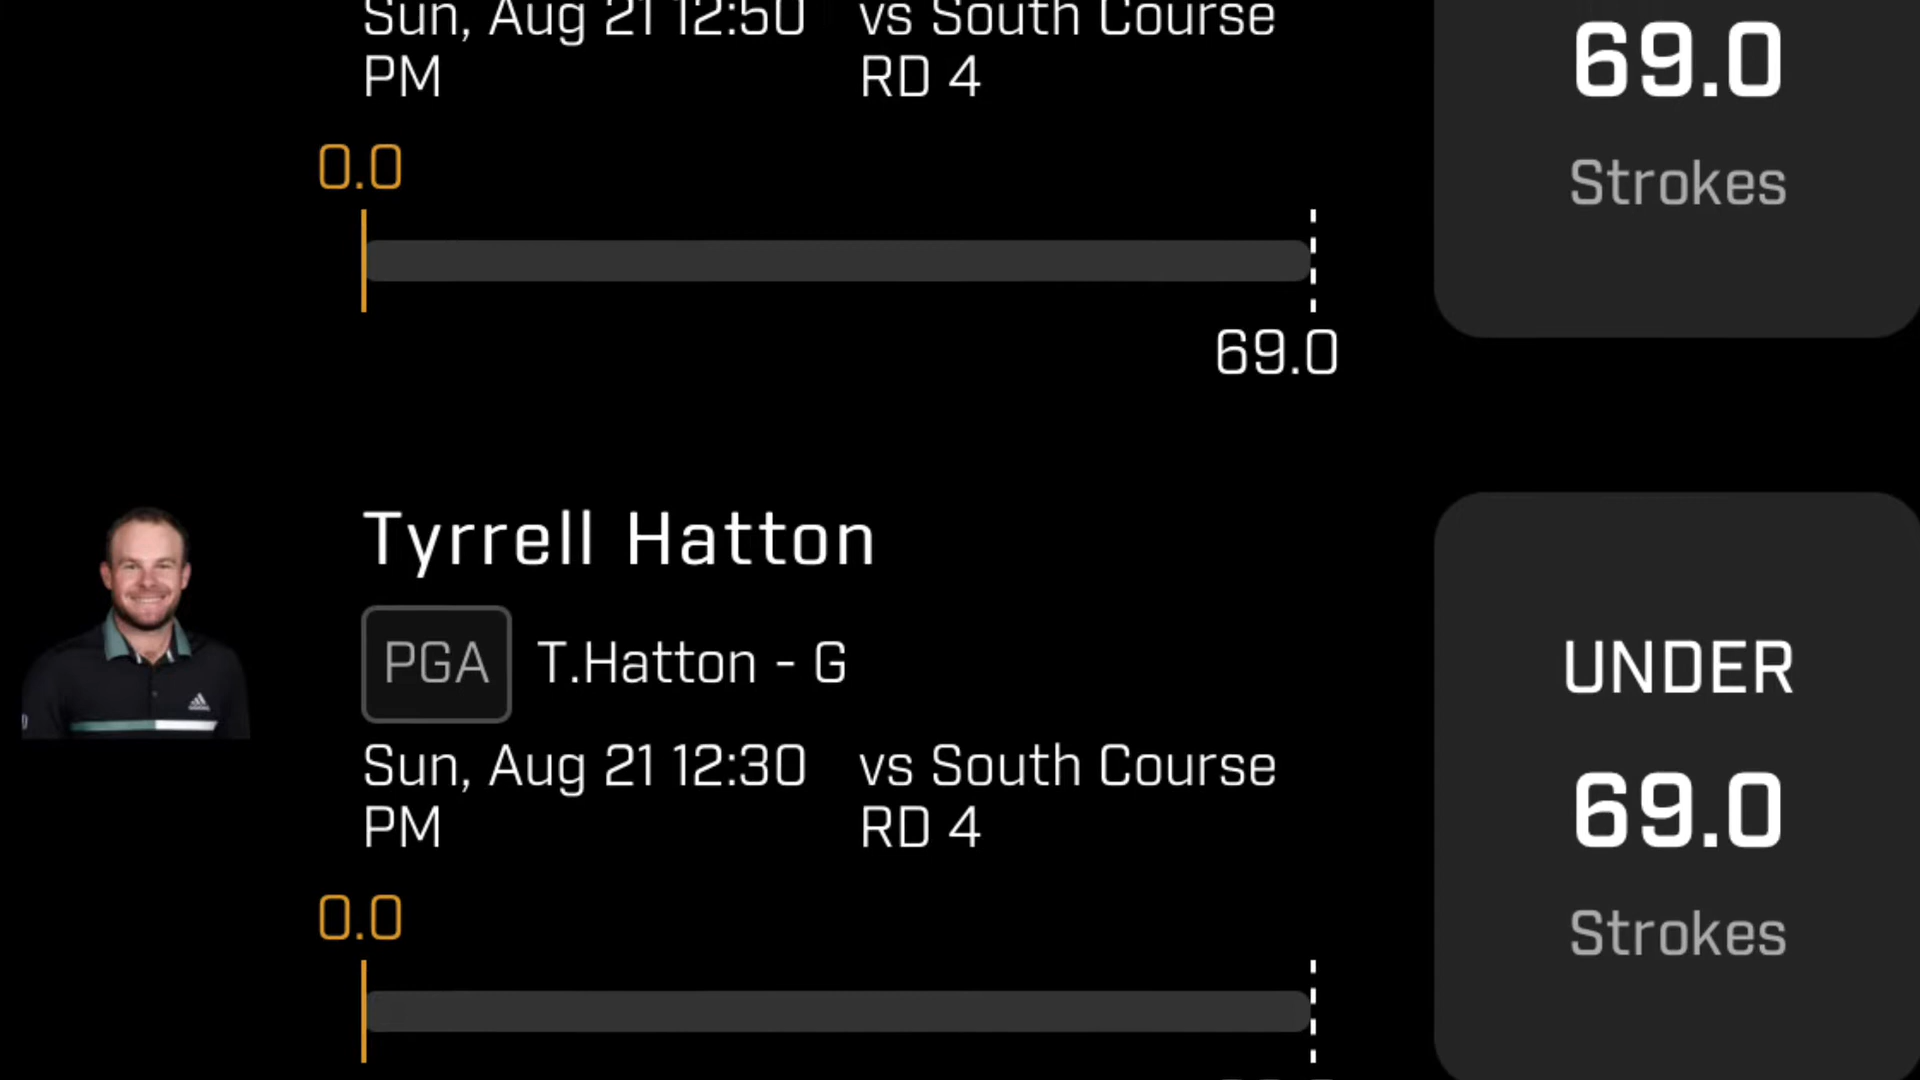 Sun, Aug 21 12:50
PM
vs South Course
RD 4
69.0
Strokes
0.0
69.0
Tyrrell Hatton
PGA
T.Hatton - G
Sun, Aug 21 12:30
PM
vs South Course
RD 4
UNDER
69.0
Strokes
0.0